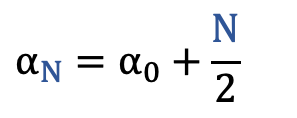 α_N = α_0 + N/2